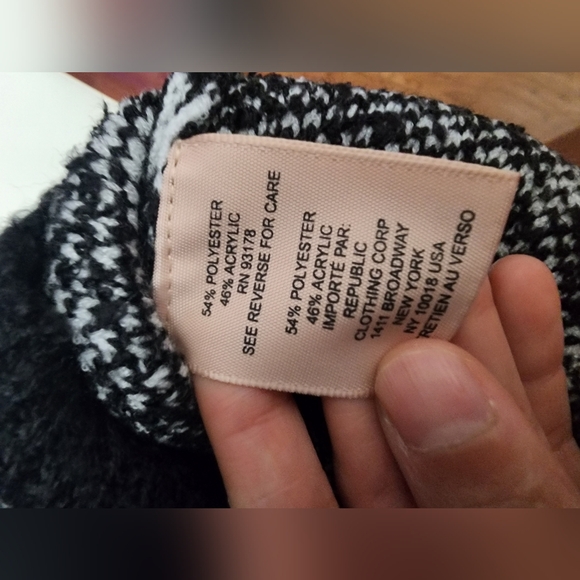 54% POLYESTER
46% ACRYLIC
RN 93178
SEE REVERSE FOR CARE
54% POLYESTER
46% ACRYLIC
IMPORTÉ PAR:
REPUBLIC
CLOTHING CORP
1411 BROADWAY
NEW YORK
NY 10018 USA
RETIEN AU VERSO